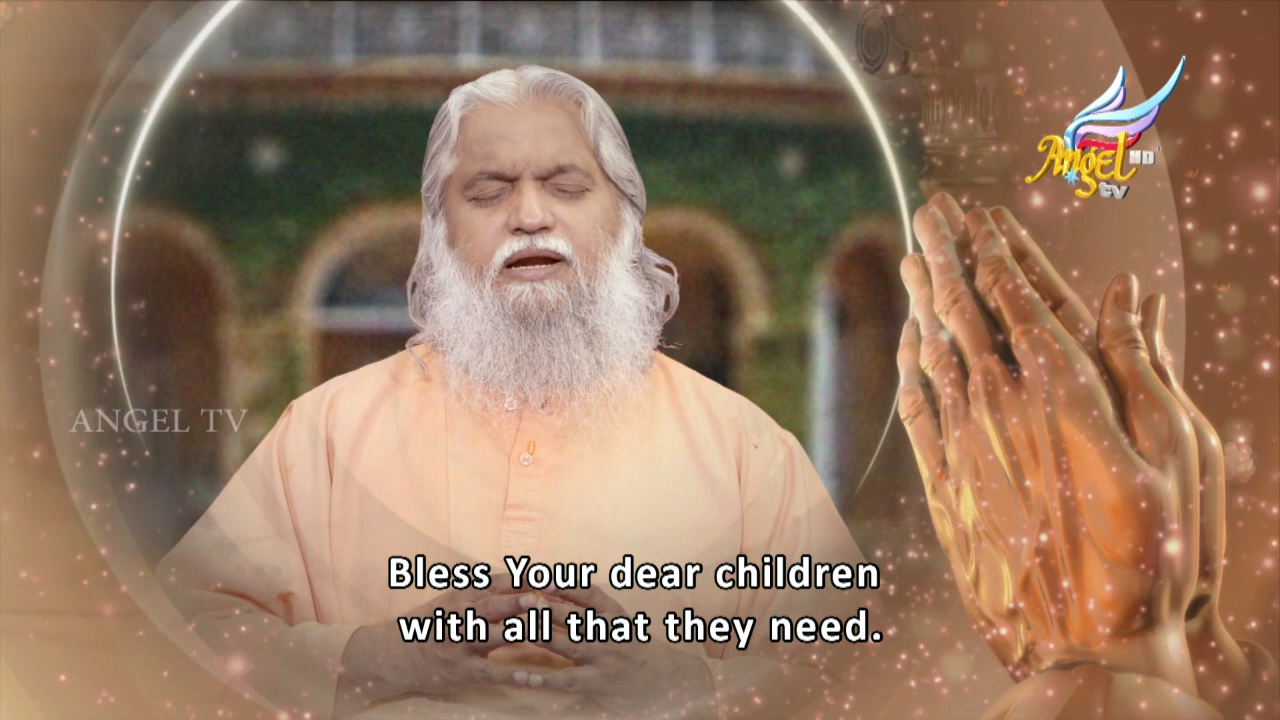 Angel HD
tv
ANGEL TV
Bless Your dear children
with all that they need.